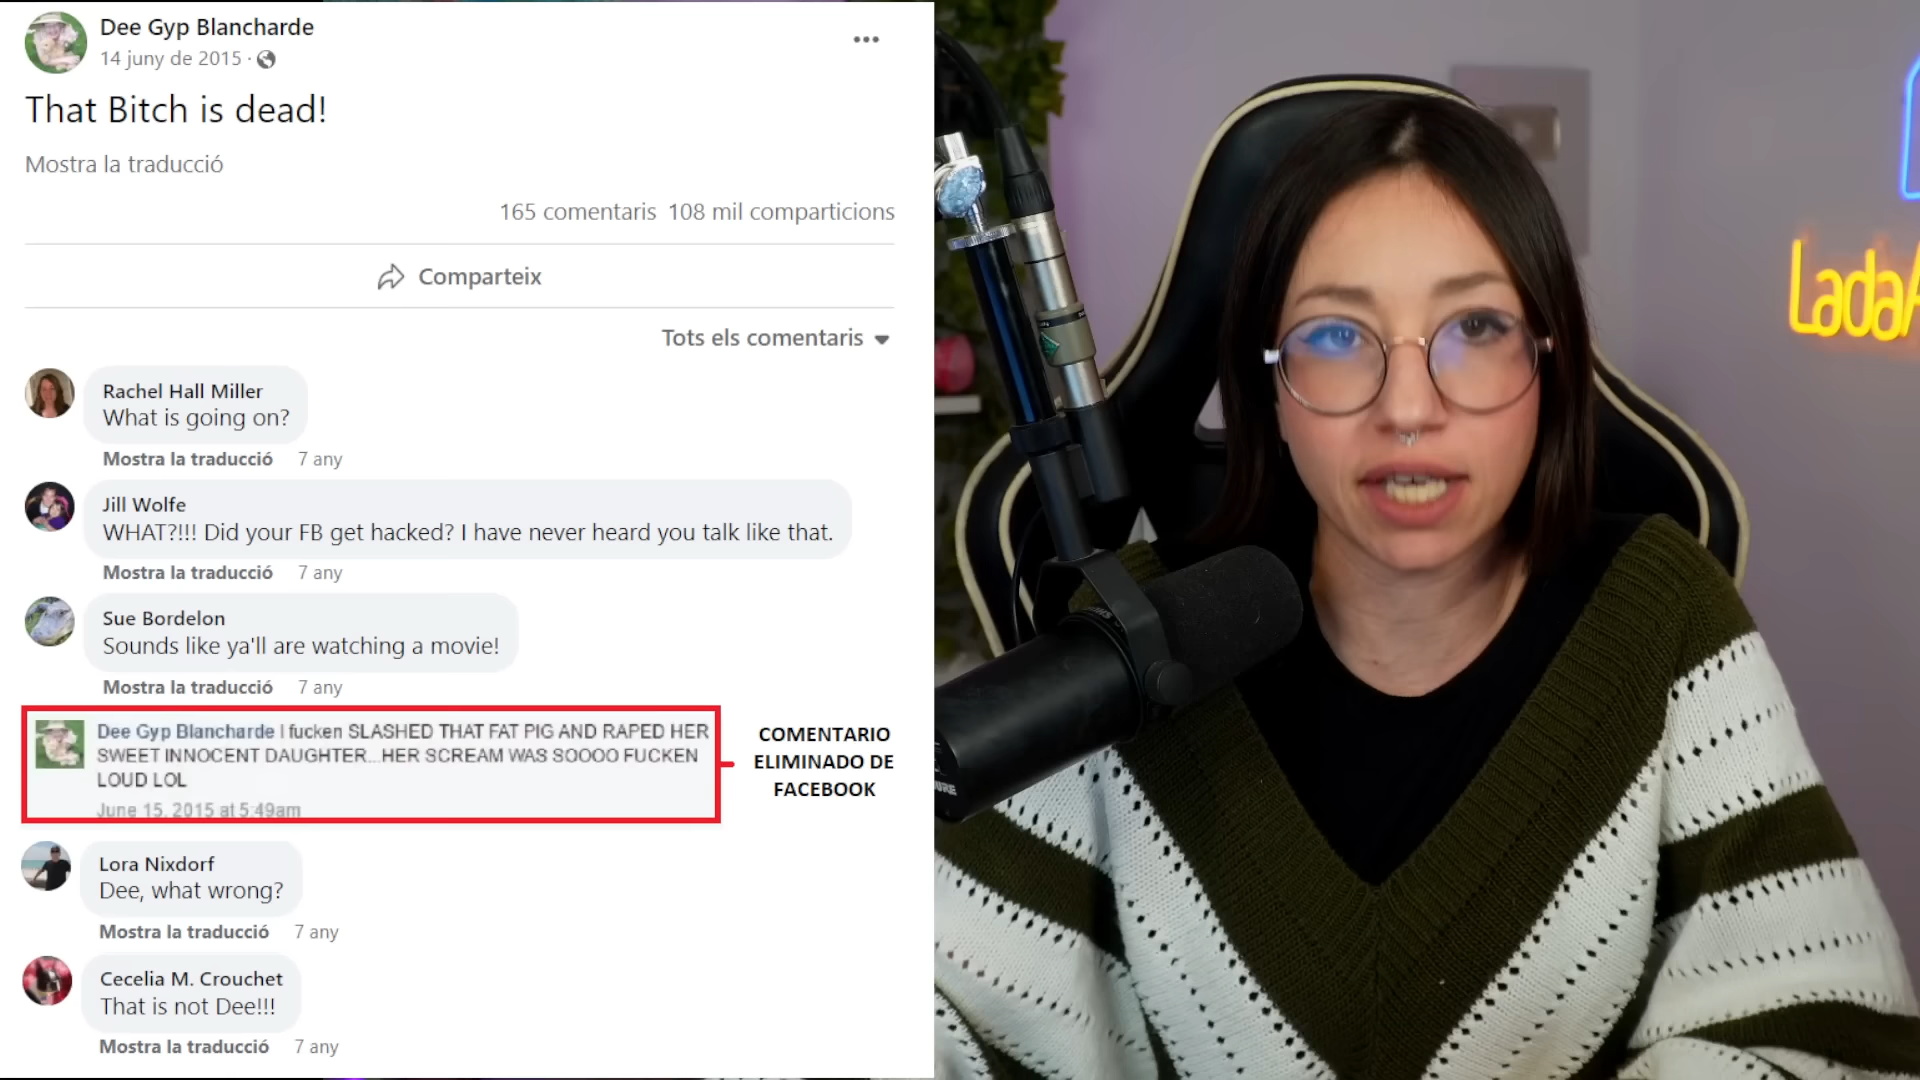 Dee Gyp Blancharde
14 juny de 2015 ·
That Bitch is dead!
Mostra la traducció
165 comentaris 108 mil comparticions
Comparteix
Tots els comentaris
Rachel Hall Miller
What is going on?
Mostra la traducció 7 any
Jill Wolfe
WHAT?!!! Did your FB get hacked? I have never heard you talk like that.
Mostra la traducció 7 any
Sue Bordelon
Sounds like ya'll are watching a movie!
Mostra la traducció 7 any
Dee Gyp Blancharde I fucken SLASHED THAT FAT PIG AND RAPED HER
SWEET INNOCENT DAUGHTER...HER SCREAM WAS SOOOO FUCKEN
LOUD LOL
June 15, 2015 at 5:49am
COMENTARIO
ELIMINADO DE
FACEBOOK
Lora Nixdorf
Dee, what wrong?
Mostra la traducció 7 any
Cecelia M. Crouchet
That is not Dee!!!
Mostra la traducció 7 any
LadaA